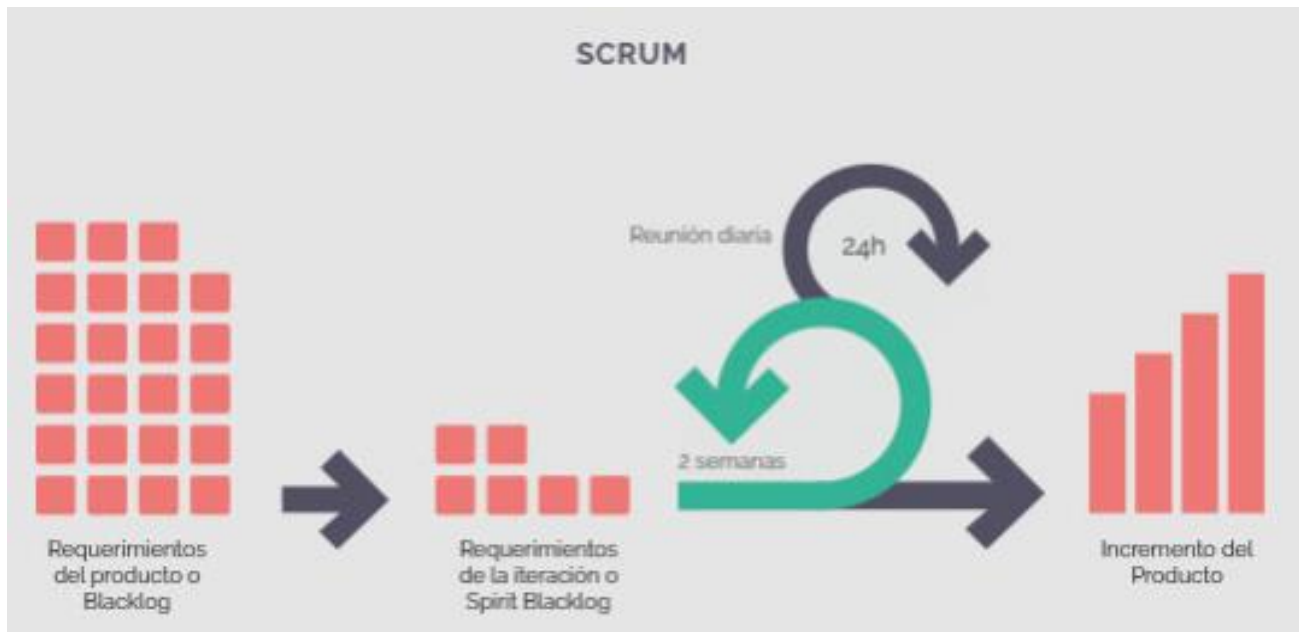 SCRUM
Reunión diaria
24h
2 semanas
Requerimientos
del producto o
Blacklog
Requerimientos
de la iteración o
Spirit Blacklog
Incremento del
Producto